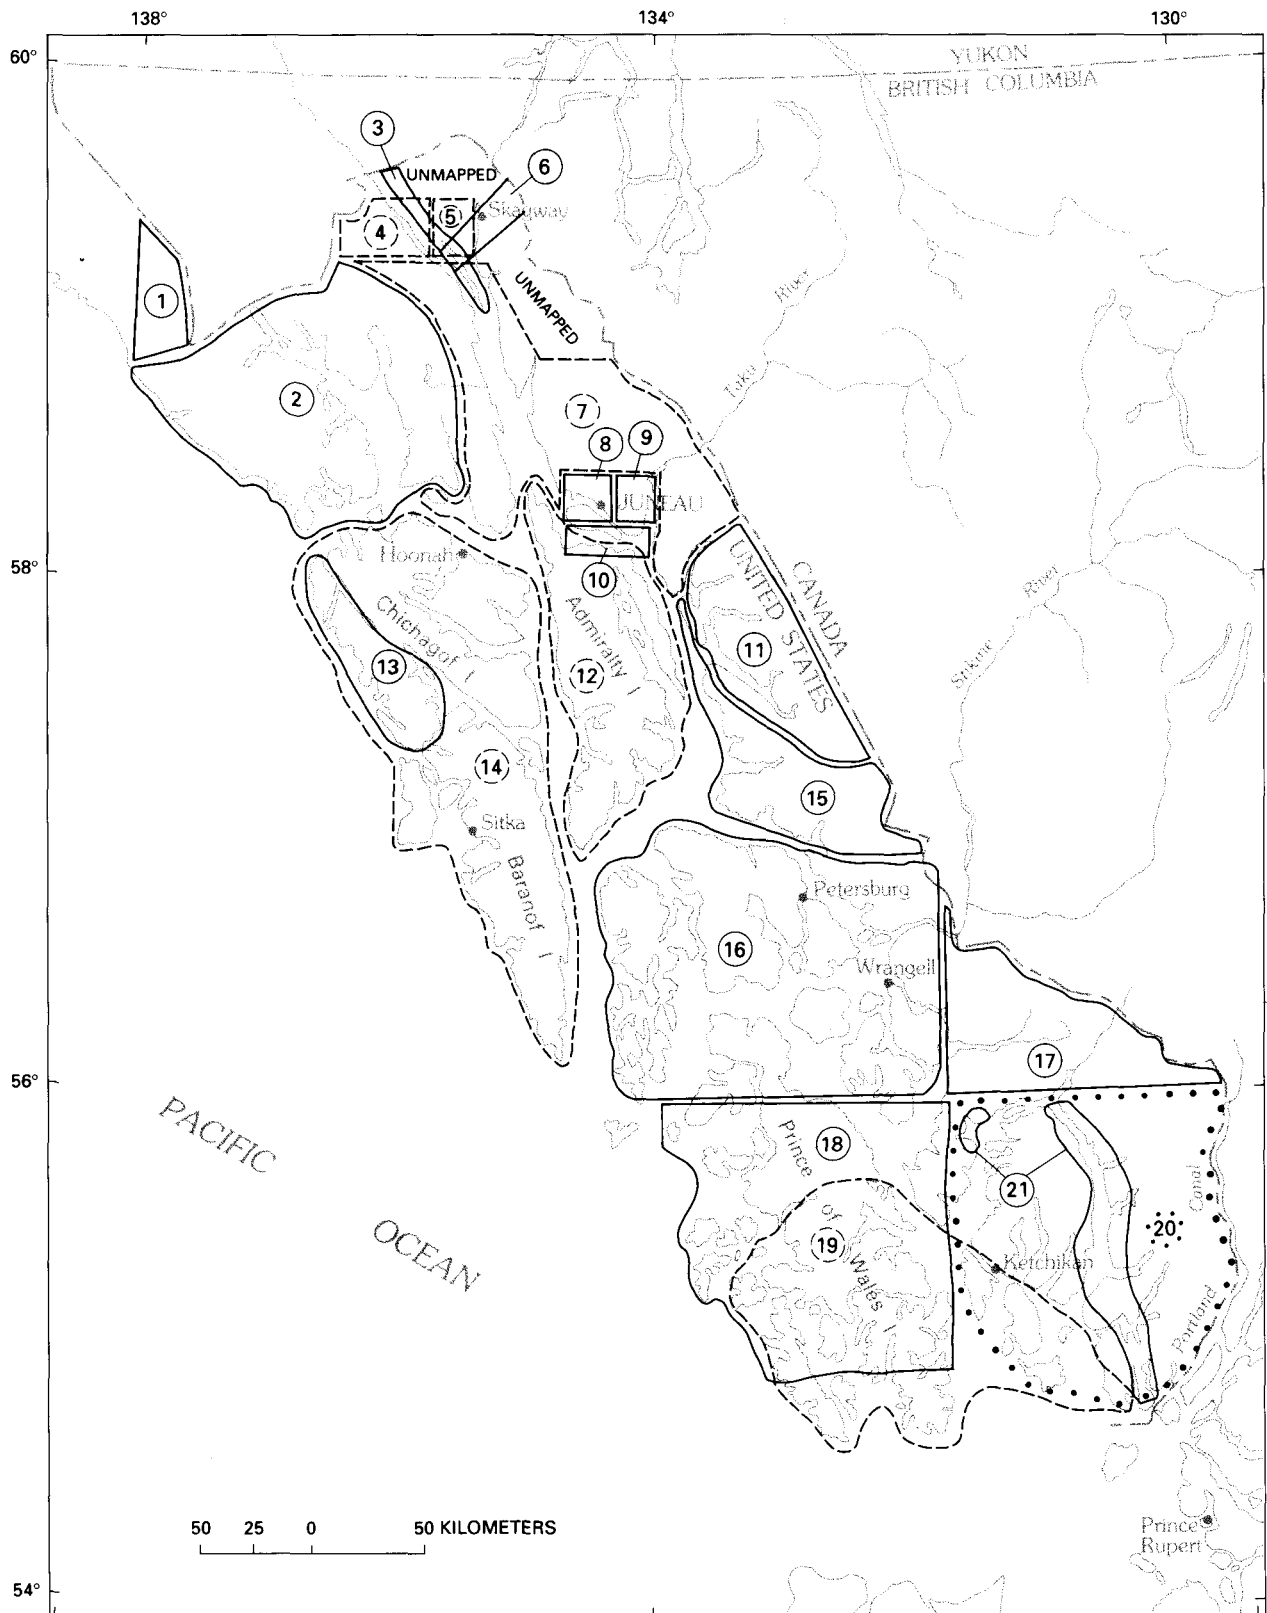 138°
134°
130°
60°
YUKON
BRITISH COLUMBIA
3
UNMAPPED
6
5
Skagway
4
UNMAPPED
1
River
Taku
2
7
8
9
JUNEAU
58°
Hoonah
10
UNITED STATES
CANADA
River
Stikine
Chichagof I
Admiralty I
11
13
12
14
15
Sitka
Baranof I
Petersburg
16
Wrangell
17
56°
PACIFIC
OCEAN
18
Prince of Wales I
19
21
20
Canal
Portland
Ketchikan
50 25 0 50 KILOMETERS
Prince
Rupert
54°